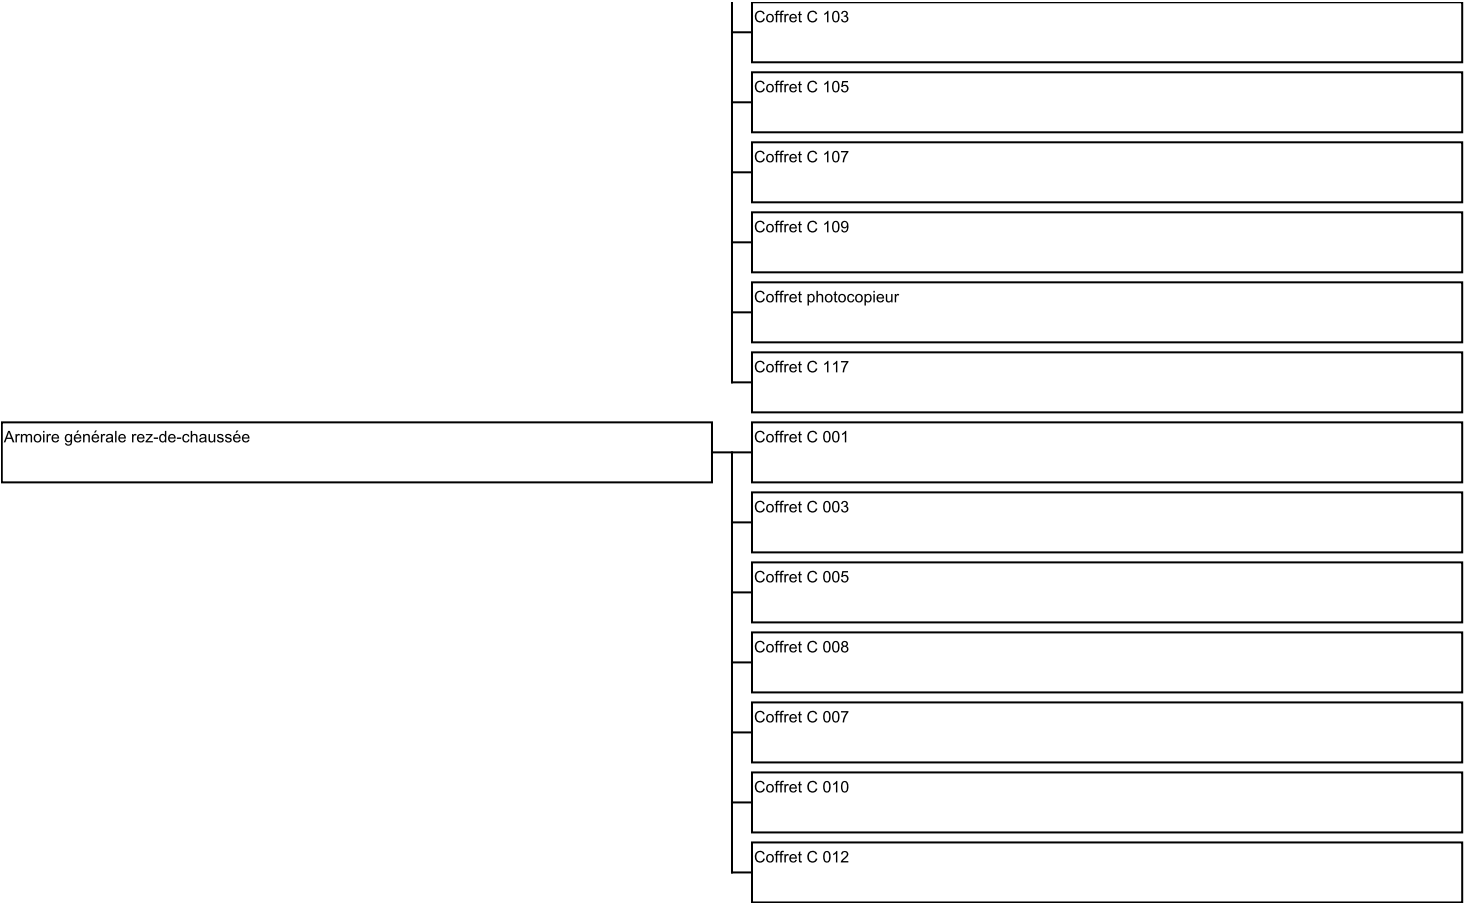 Coffret C 103
Coffret C 105
Coffret C 107
Coffret C 109
Coffret photocopieur
Coffret C 117
Armoire générale rez-de-chaussée
Coffret C 001
Coffret C 003
Coffret C 005
Coffret C 008
Coffret C 007
Coffret C 010
Coffret C 012